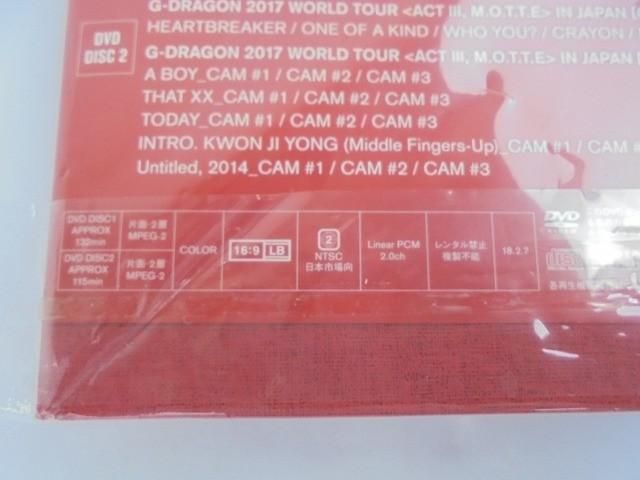 G-DRAGON 2017 WORLD TOUR <ACT III, M.O.T.T.E> IN JAPAN
HEARTBREAKER / ONE OF A KIND / WHO YOU? / CRAYON /
DVD
DISC 2
G-DRAGON 2017 WORLD TOUR <ACT III, M.O.T.T.E> IN JAPAN
A BOY_CAM #1 / CAM #2 / CAM #3
THAT XX_CAM #1 / CAM #2 / CAM #3
TODAY_CAM #1 / CAM #2 / CAM #3
INTRO. KWON JI YONG (Middle Fingers-Up)_CAM #1 / CAM #
Untitled, 2014_CAM #1 / CAM #2 / CAM #3
DVD DISC1
APPROX
132min
片面・2層
MPEG-2
DVD DISC2
APPROX
115min
片面・2層
MPEG-2
COLOR
16:9 LB
2
NTSC
日本市場向
Linear PCM
2.0ch
レンタル禁止
複製不能
18.2.7
DVD
VIDEO